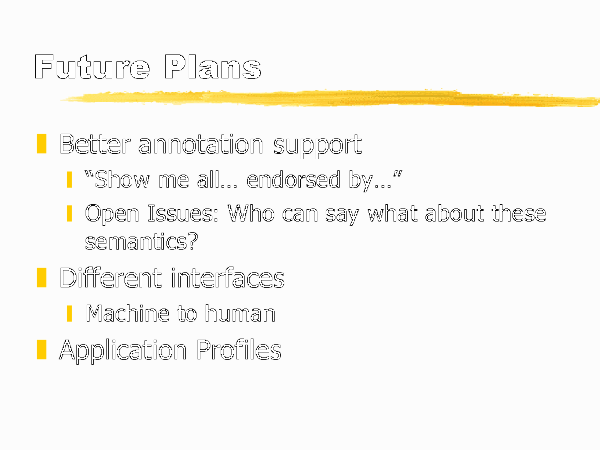 Future Plans
Better annotation support
“Show me all... endorsed by...”
Open Issues: Who can say what about these
semantics?
Different interfaces
Machine to human
Application Profiles